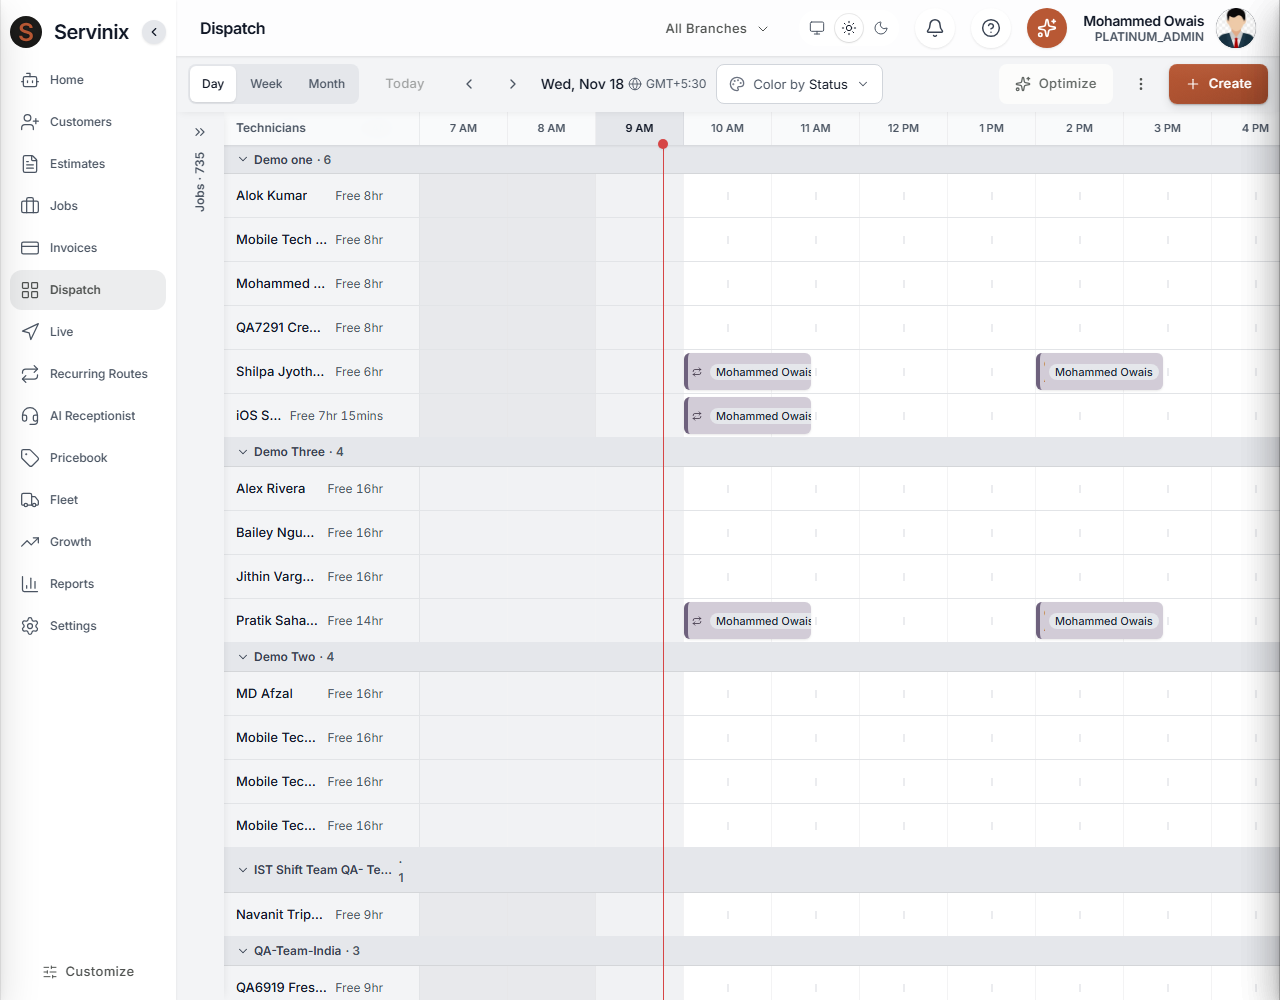 S Servinix
Dispatch
All Branches
Mohammed Owais
PLATINUM_ADMIN
Home
Customers
Estimates
Jobs
Invoices
Dispatch
Live
Recurring Routes
AI Receptionist
Pricebook
Fleet
Growth
Reports
Settings
Customize
Day Week Month Today Wed, Nov 18 GMT+5:30 Color by Status Optimize Create
Jobs · 735
Technicians 7 AM 8 AM 9 AM 10 AM 11 AM 12 PM 1 PM 2 PM 3 PM 4 PM
Demo one · 6
Alok Kumar Free 8hr
Mobile Tech ... Free 8hr
Mohammed ... Free 8hr
QA7291 Cre... Free 8hr
Shilpa Jyoth... Free 6hr Mohammed Owais Mohammed Owais
iOS S... Free 7hr 15mins Mohammed Owais
Demo Three · 4
Alex Rivera Free 16hr
Bailey Ngu... Free 16hr
Jithin Varg... Free 16hr
Pratik Saha... Free 14hr Mohammed Owais Mohammed Owais
Demo Two · 4
MD Afzal Free 16hr
Mobile Tec... Free 16hr
Mobile Tec... Free 16hr
Mobile Tec... Free 16hr
IST Shift Team QA- Te... · 1
Navanit Trip... Free 9hr
QA-Team-India · 3
QA6919 Fres... Free 9hr